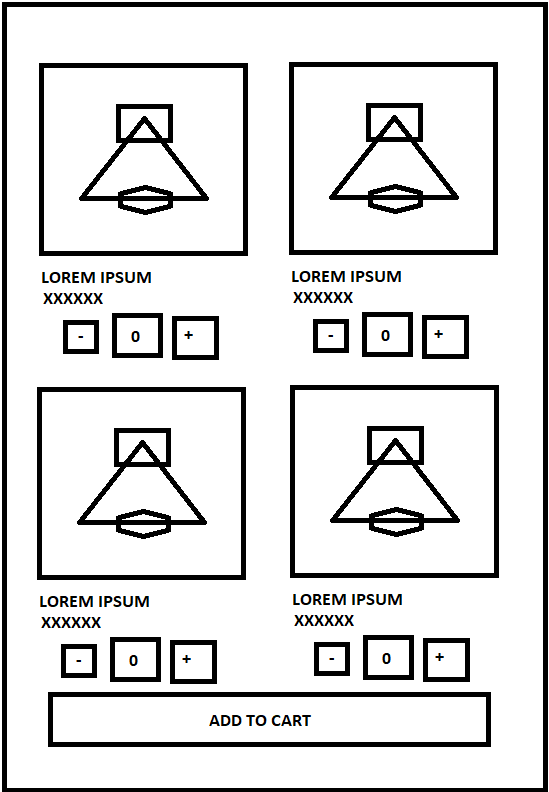 LOREM IPSUM
XXXXXX
- 0 +
LOREM IPSUM
XXXXXX
- 0 +
LOREM IPSUM
XXXXXX
- 0 +
LOREM IPSUM
XXXXXX
- 0 +
ADD TO CART